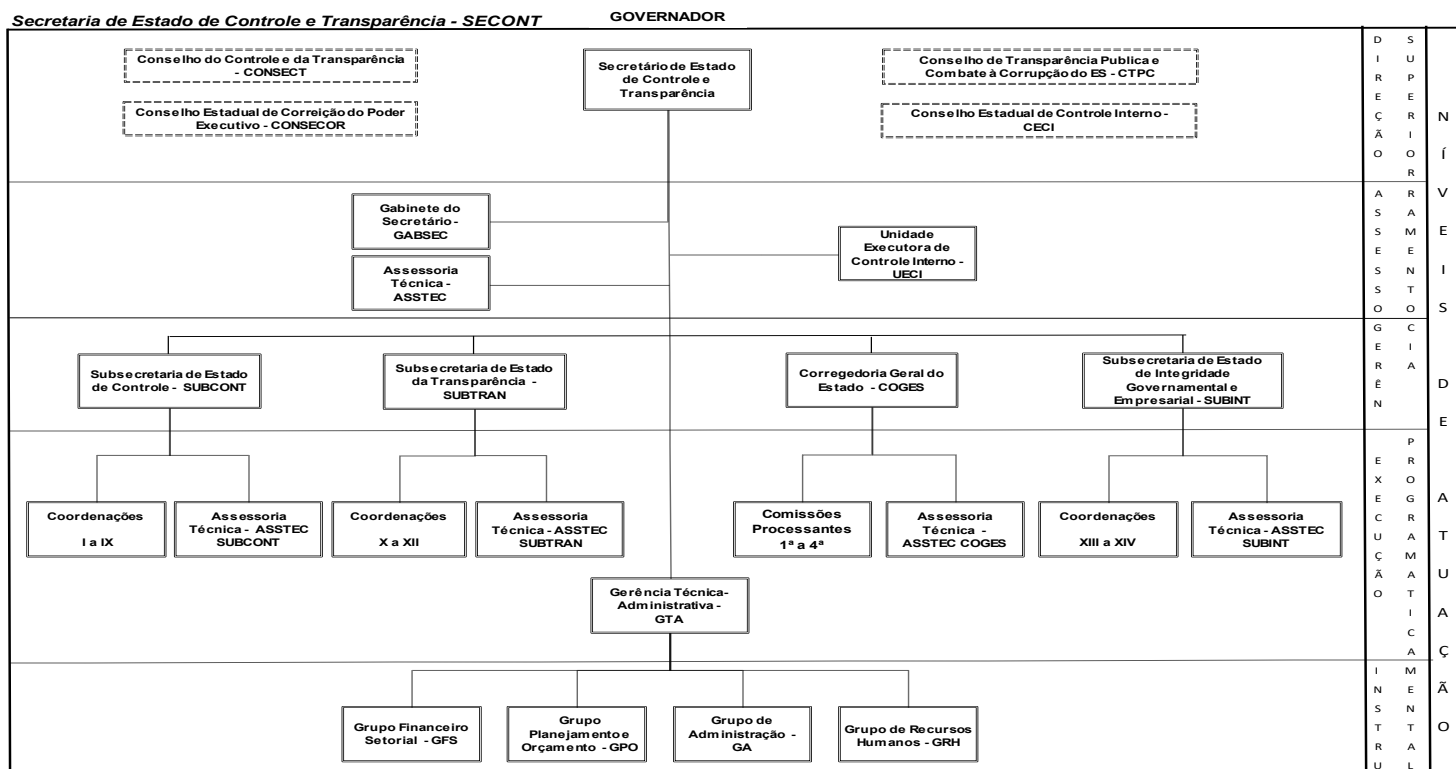 Secretaria de Estado de Controle e Transparência - SECONT
GOVERNADOR
Conselho do Controle e da Transparência
- CONSECT
Secretário de Estado
de Controle e
Transparência
Conselho de Transparência Publica e
Combate à Corrupção do ES - CTPC
Conselho Estadual de Correição do Poder
Executivo - CONSECOR
Conselho Estadual de Controle Interno -
CECI
Gabinete do
Secretário -
GABSEC
Unidade
Executora de
Controle Interno -
UECI
Assessoria
Técnica -
ASSTEC
Subsecretaria de Estado
de Controle - SUBCONT
Subsecretaria de Estado
da Transparência -
SUBTRAN
Corregedoria Geral do
Estado - COGES
Subsecretaria de Estado
de Integridade
Governamental e
Empresarial - SUBINT
Coordenações
I a IX
Assessoria
Técnica - ASSTEC
SUBCONT
Coordenações
X a XII
Assessoria
Técnica - ASSTEC
SUBTRAN
Comissões
Processantes
1ª a 4ª
Assessoria
Técnica -
ASSTEC COGES
Coordenações
XIII a XIV
Assessoria
Técnica - ASSTEC
SUBINT
Gerência Técnica-
Administrativa -
GTA
Grupo Financeiro
Setorial - GFS
Grupo
Planejamento e
Orçamento - GPO
Grupo de
Administração -
GA
Grupo de Recursos
Humanos - GRH
DIREÇÃO
SUPERIOR
ASSESSO
RAMENTO
GERÊN
CIA
EXECUÇÃO
PROGRAMATICA
INSTRU
MENTAL
NÍVEIS DE ATUAÇÃO